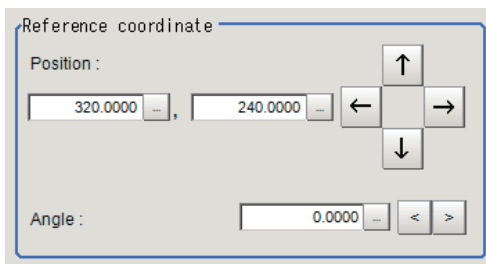 Reference coordinate
Position :
320.0000 ... , 240.0000 ... ← ↑ → ↓
Angle : 0.0000 ... < >